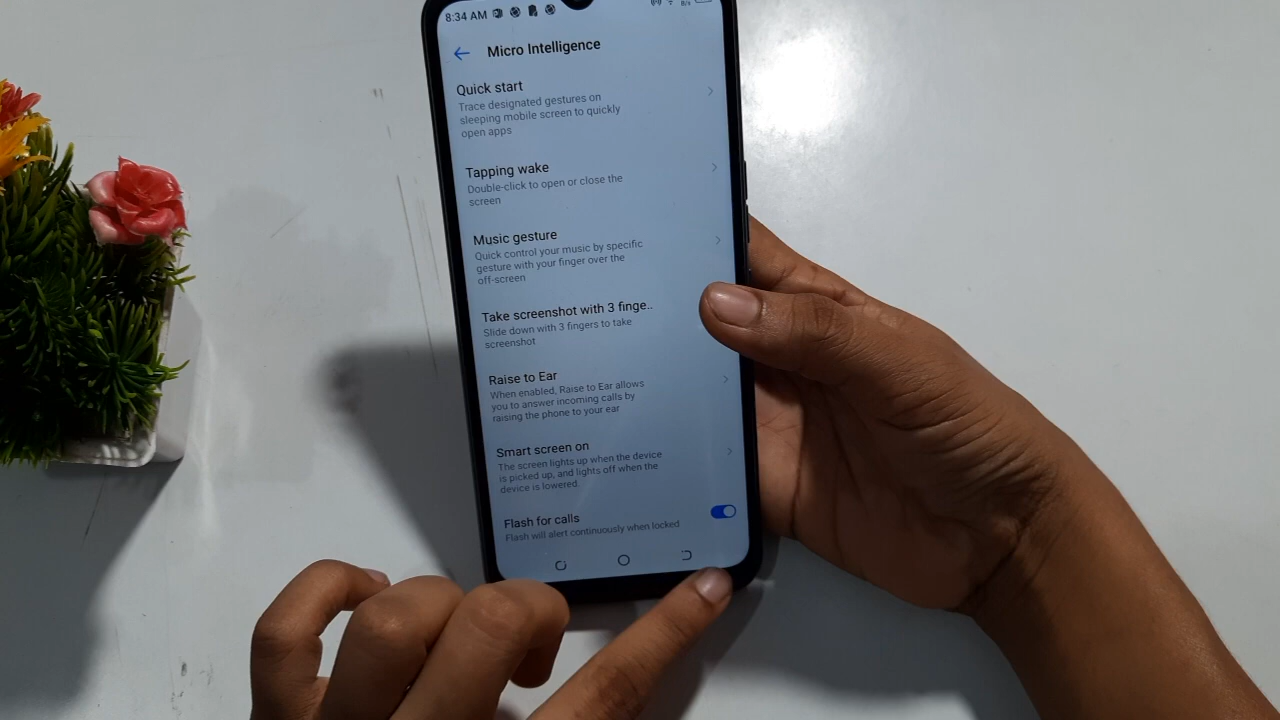 8:34 AM
B/s
Micro Intelligence
Quick start
Trace designated gestures on
sleeping mobile screen to quickly
open apps
Tapping wake
Double-click to open or close the
screen
Music gesture
Quick control your music by specific
gesture with your finger over the
off-screen
Take screenshot with 3 finge..
Slide down with 3 fingers to take
screenshot
Raise to Ear
When enabled, Raise to Ear allows
you to answer incoming calls by
raising the phone to your ear
Smart screen on
The screen lights up when the device
is picked up, and lights off when the
device is lowered.
Flash for calls
Flash will alert continuously when locked